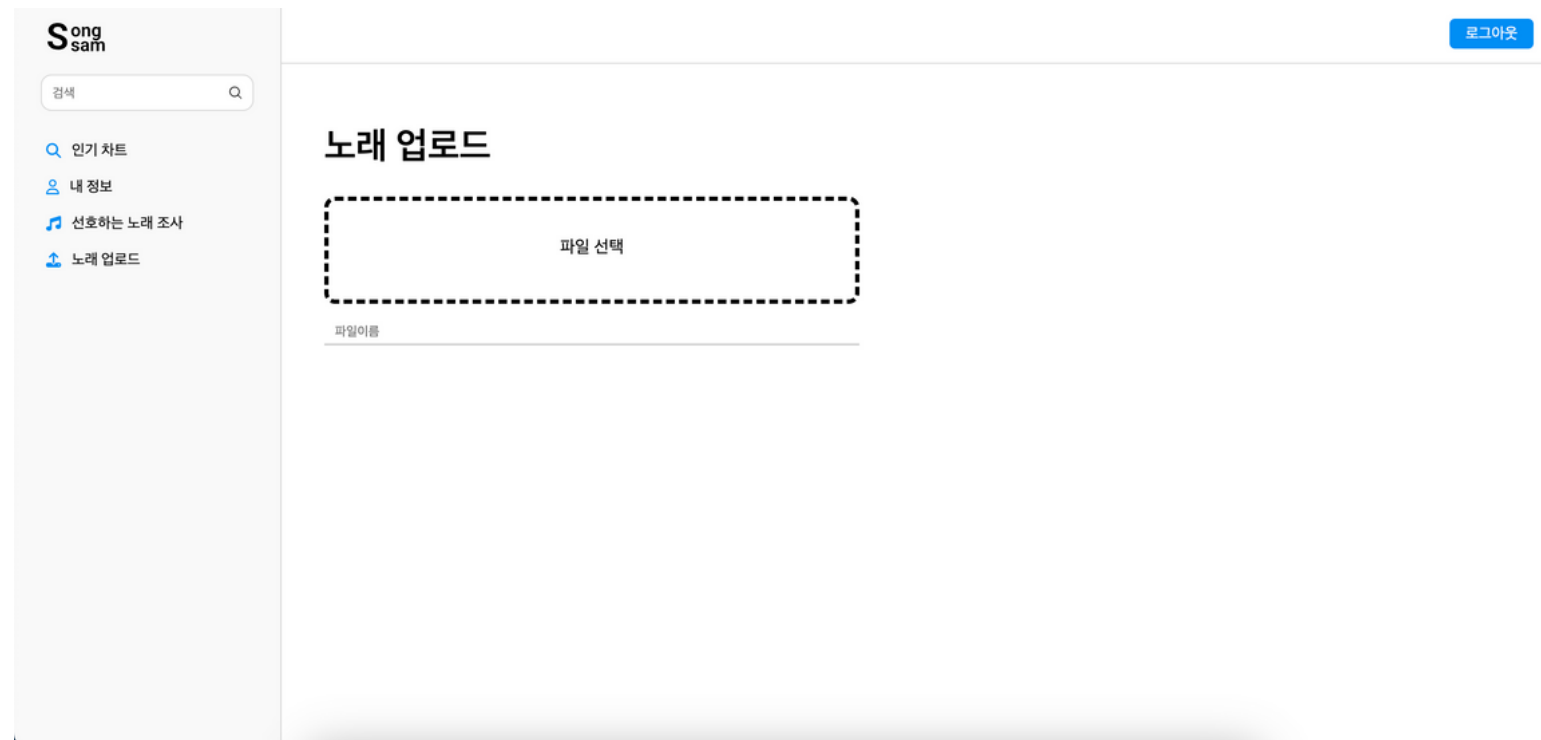 Song
sam
로그아웃
검색
인기 차트
내 정보
선호하는 노래 조사
노래 업로드
노래 업로드
파일 선택
파일이름